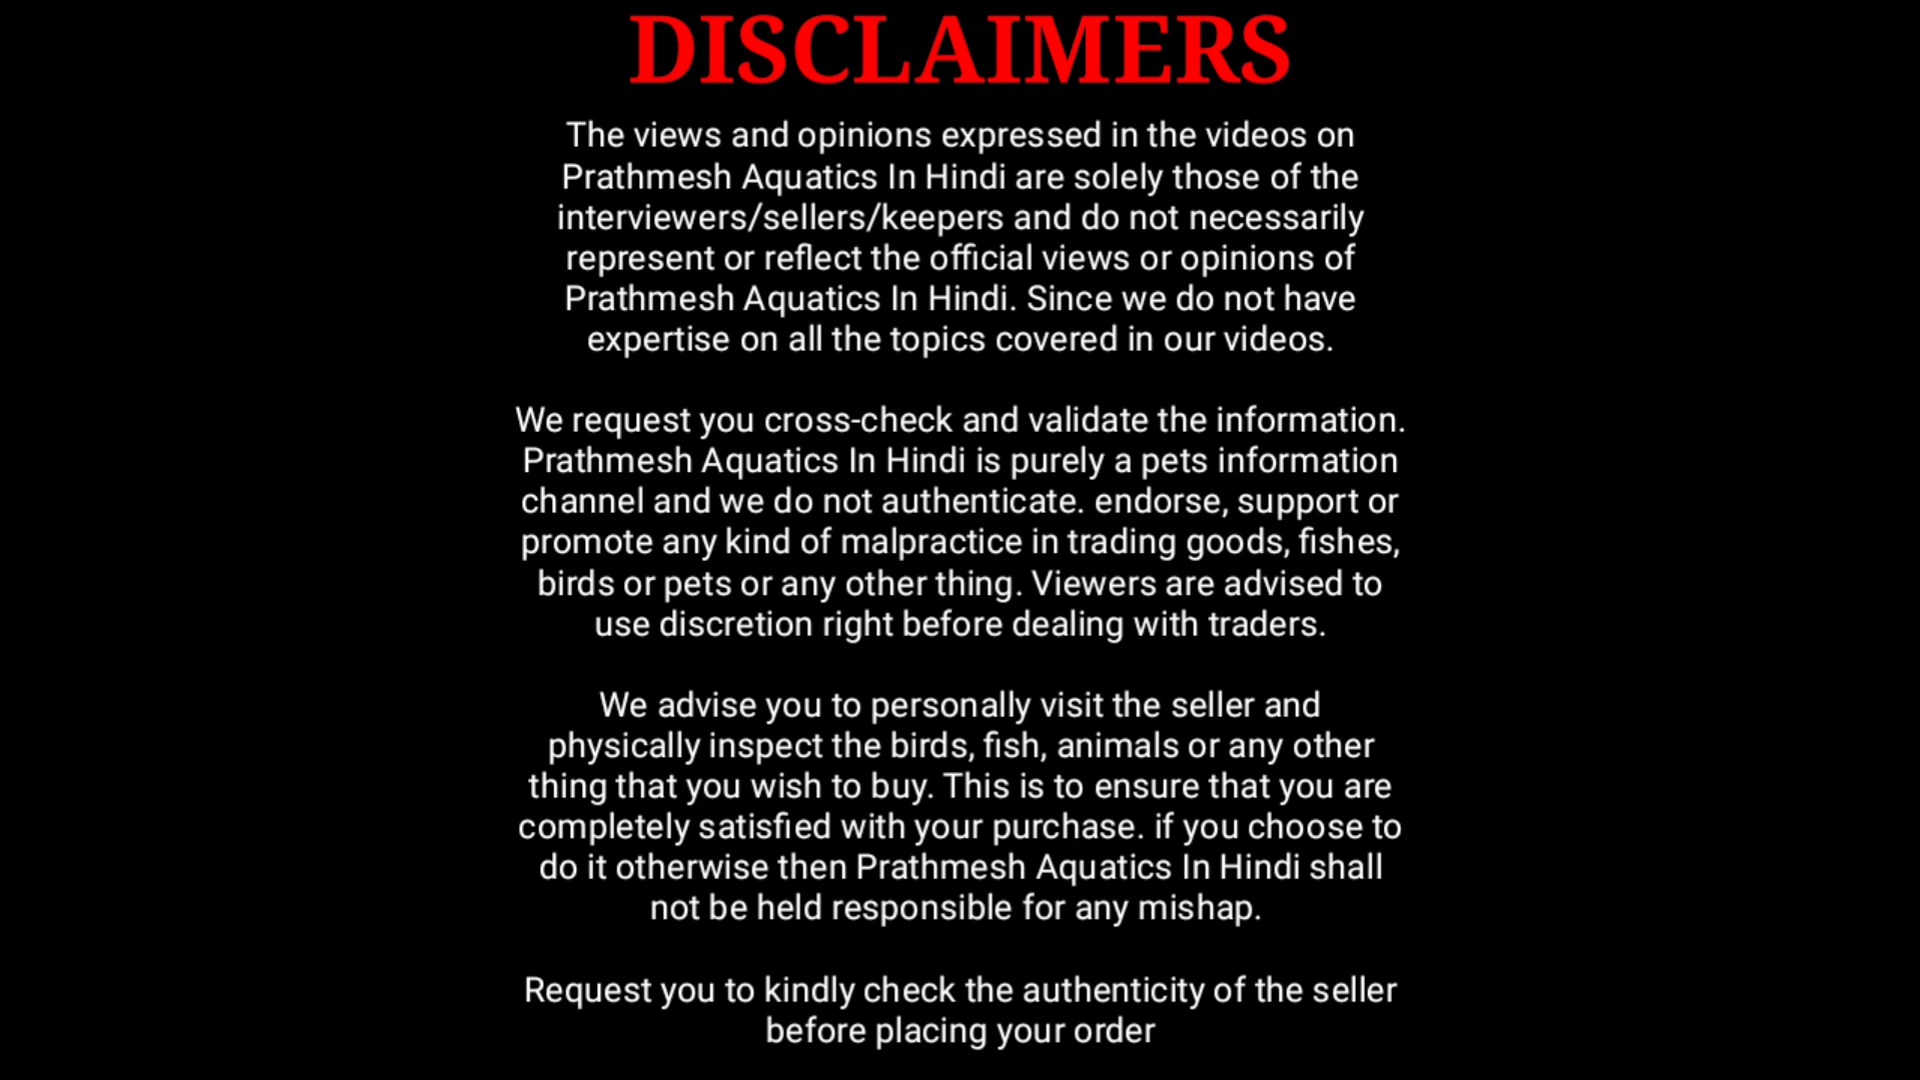 DISCLAIMERS
The views and opinions expressed in the videos on
Prathmesh Aquatics In Hindi are solely those of the
interviewers/sellers/keepers and do not necessarily
represent or reflect the official views or opinions of
Prathmesh Aquatics In Hindi. Since we do not have
expertise on all the topics covered in our videos.
We request you cross-check and validate the information.
Prathmesh Aquatics In Hindi is purely a pets information
channel and we do not authenticate. endorse, support or
promote any kind of malpractice in trading goods, fishes,
birds or pets or any other thing. Viewers are advised to
use discretion right before dealing with traders.
We advise you to personally visit the seller and
physically inspect the birds, fish, animals or any other
thing that you wish to buy. This is to ensure that you are
completely satisfied with your purchase. if you choose to
do it otherwise then Prathmesh Aquatics In Hindi shall
not be held responsible for any mishap.
Request you to kindly check the authenticity of the seller
before placing your order